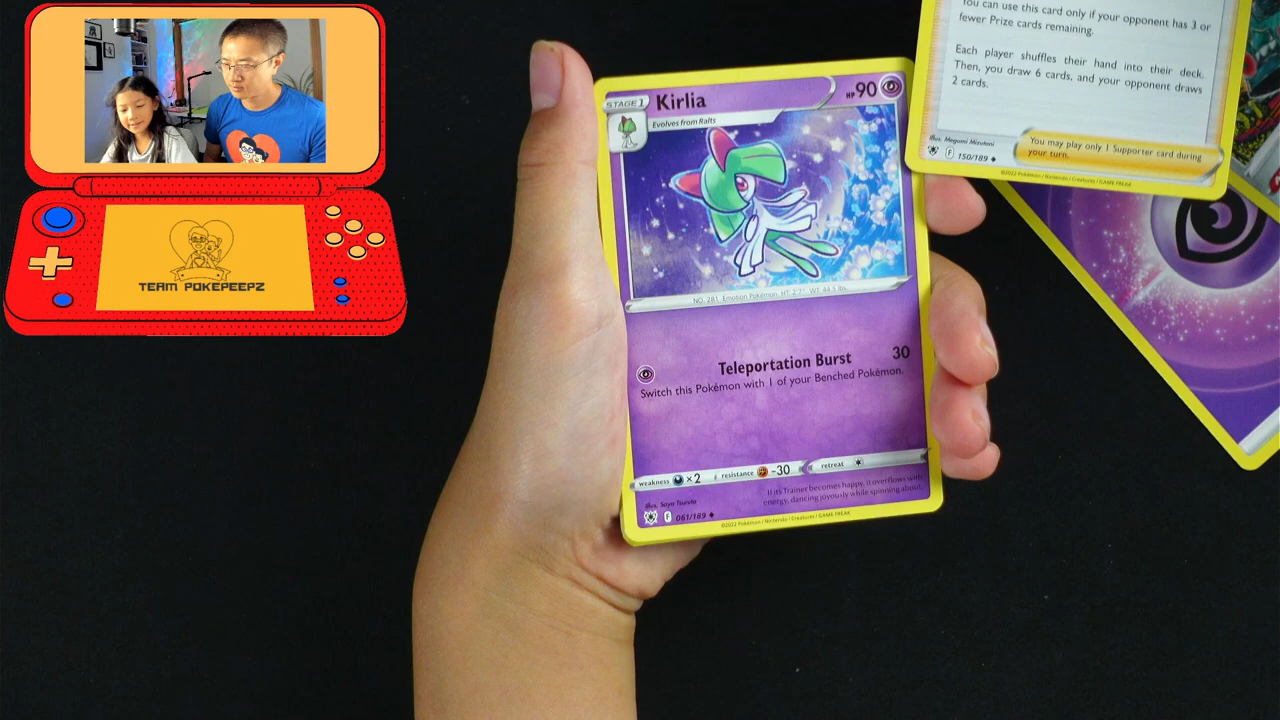 TEAM POKEPEEPZ
STAGE 1
Kirlia
HP 90
Evolves from Ralts
NO. 281 Emotion Pokémon HT: 2'7" WT: 44.5 lbs.
Teleportation Burst 30
Switch this Pokémon with 1 of your Benched Pokémon.
weakness ×2 resistance -30 retreat
If its Trainer becomes happy, it overflows with
energy, dancing joyously while spinning about.
Illus. Saya Tsuruta
F 061/189
©2022 Pokémon / Nintendo / Creatures / GAME FREAK
You can use this card only if your opponent has 3 or
fewer Prize cards remaining.
Each player shuffles their hand into their deck.
Then, you draw 6 cards, and your opponent draws
2 cards.
Illus. Megumi Mizutani
F 150/189
You may play only 1 Supporter card during
your turn.
©2022 Pokémon / Nintendo / Creatures / GAME FREAK